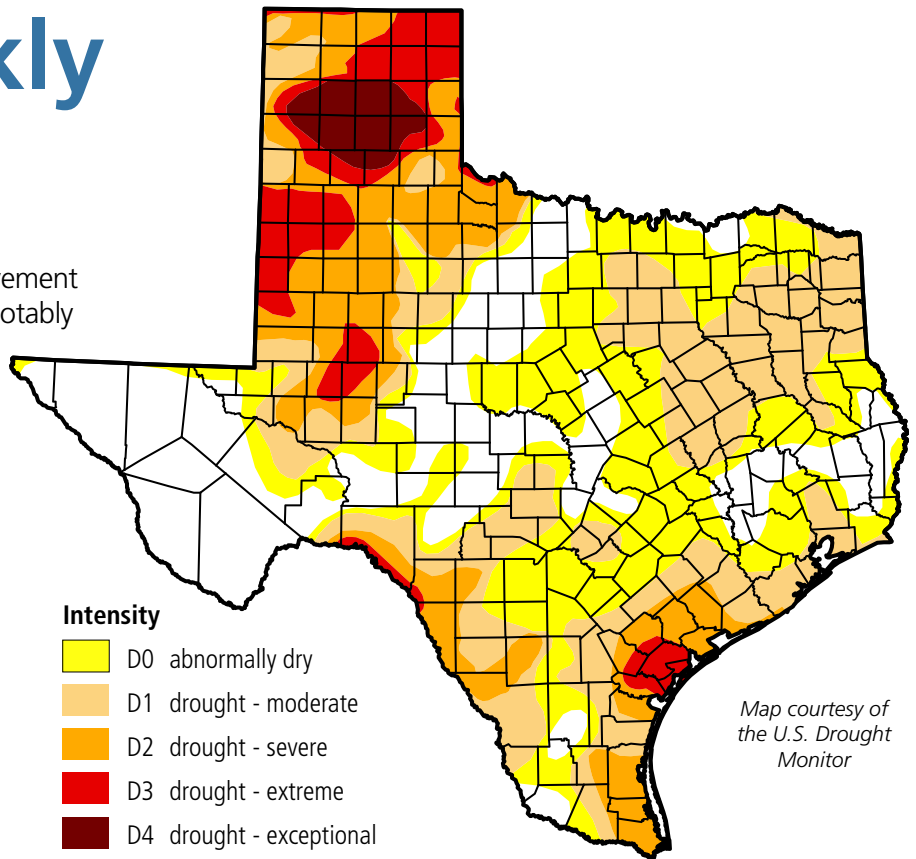 kly
rement
otably
Intensity
D0 abnormally dry
D1 drought - moderate
D2 drought - severe
D3 drought - extreme
D4 drought - exceptional
Map courtesy of
the U.S. Drought
Monitor